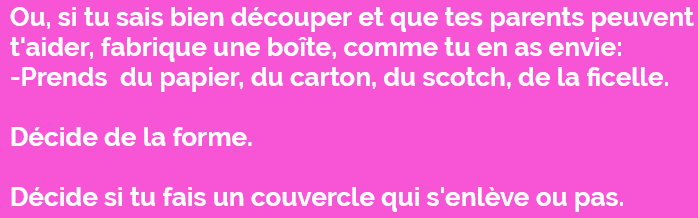 Ou, si tu sais bien découper et que tes parents peuvent
t'aider, fabrique une boîte, comme tu en as envie:
-Prends  du papier, du carton, du scotch, de la ficelle.
Décide de la forme.
Décide si tu fais un couvercle qui s'enlève ou pas.